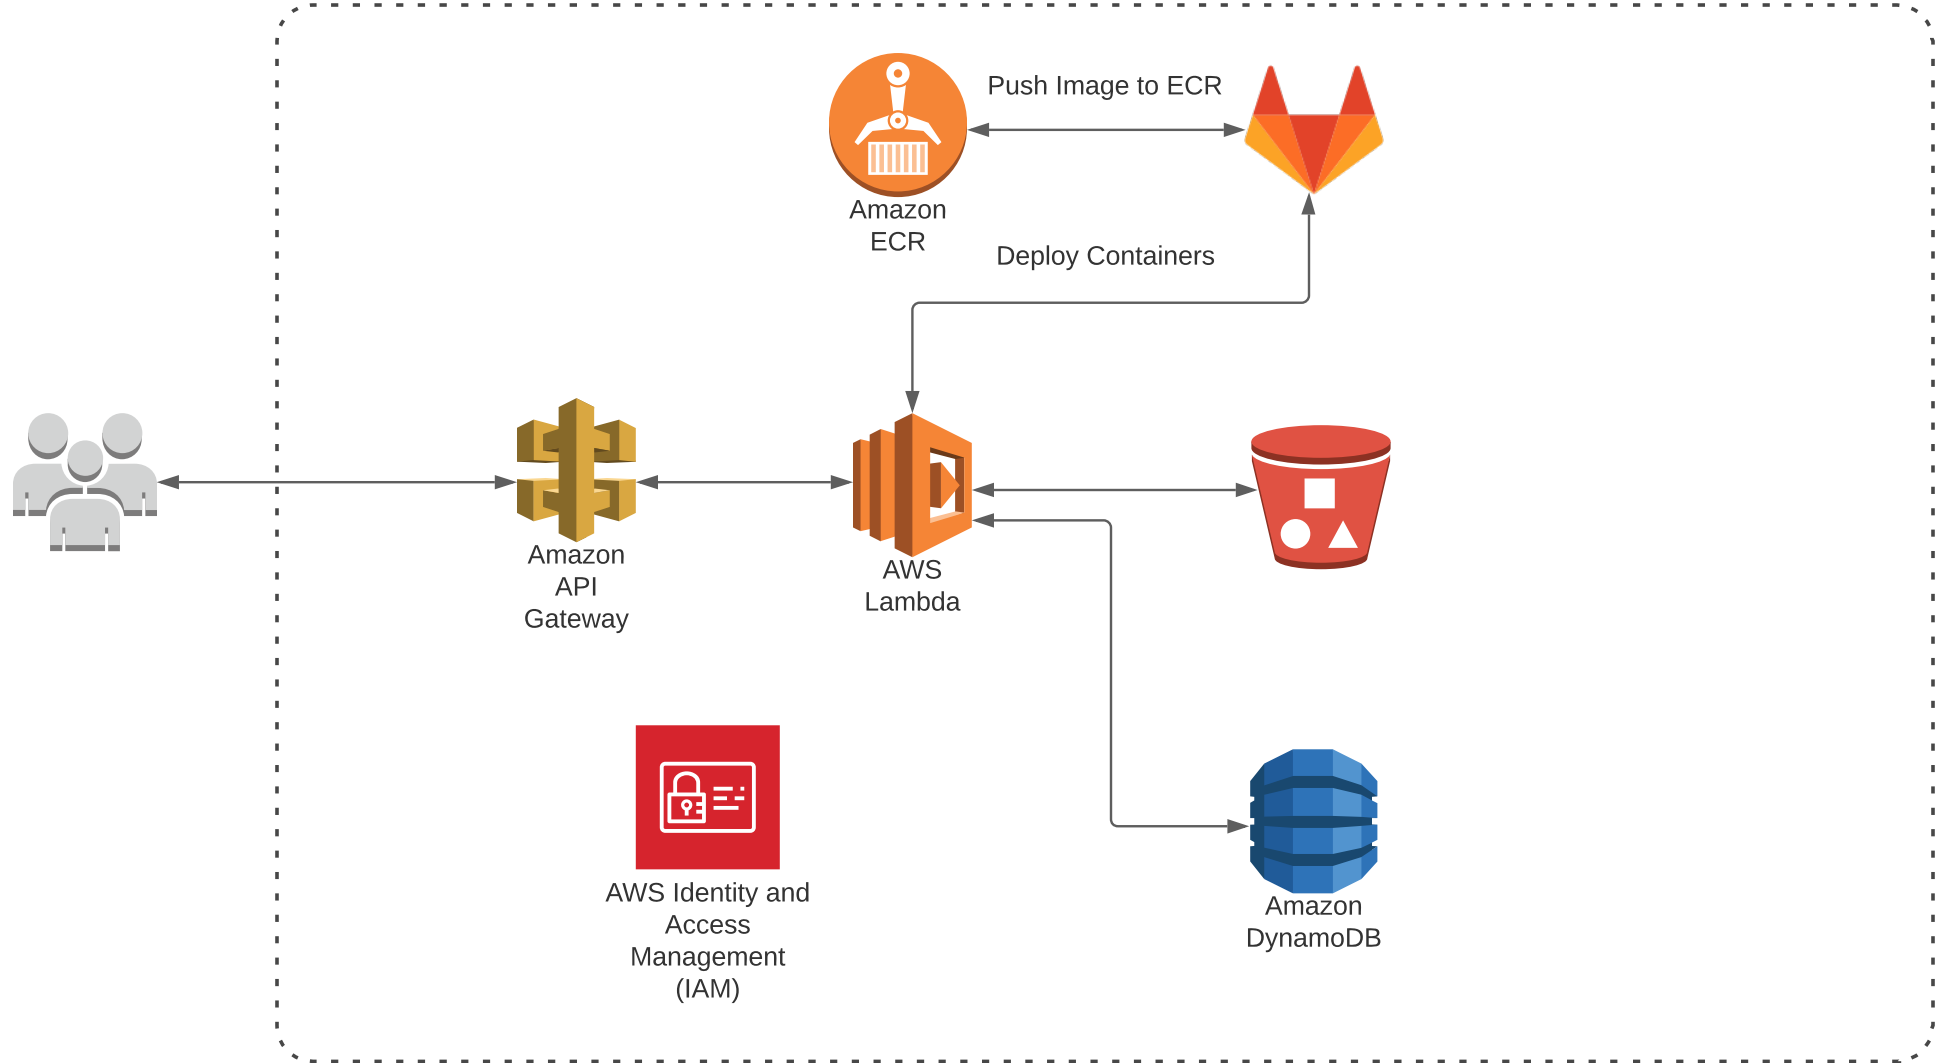 Push Image to ECR
Amazon
ECR
Deploy Containers
Amazon
API
Gateway
AWS
Lambda
AWS Identity and
Access
Management
(IAM)
Amazon
DynamoDB